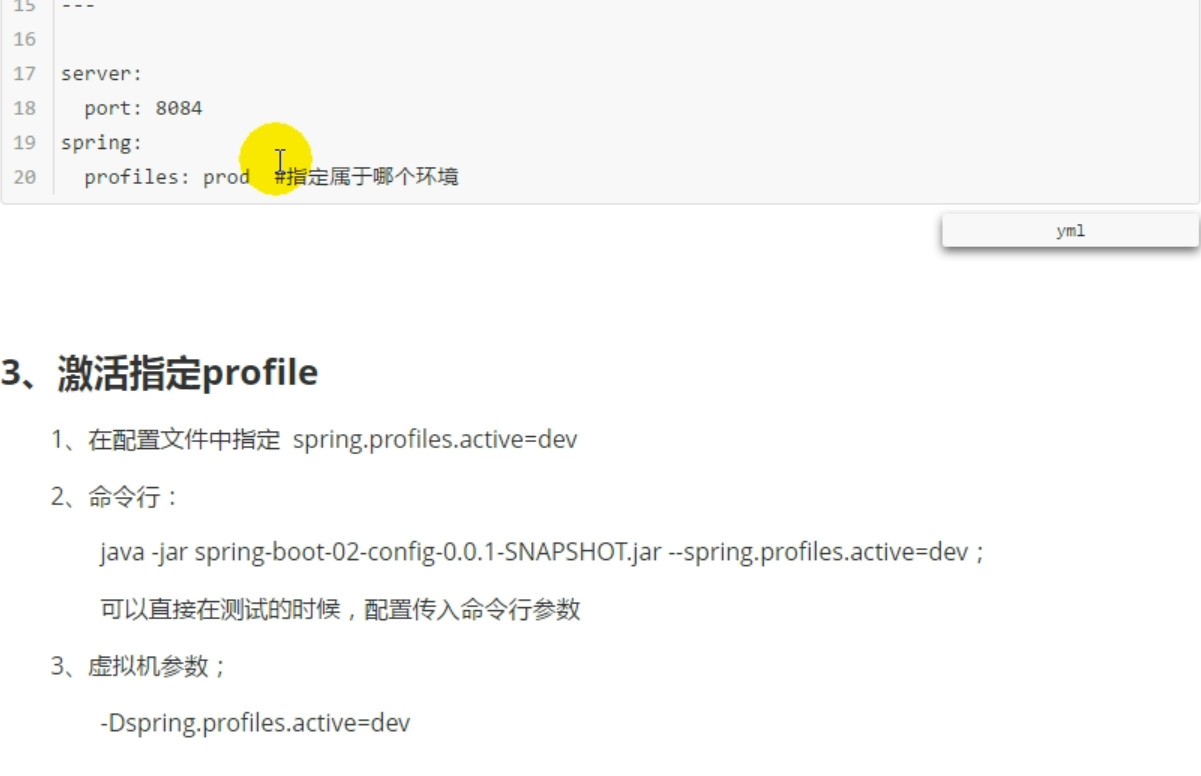 15 ---
16
17 server:
18 port: 8084
19 spring:
20 profiles: prod #指定属于哪个环境
yml
3、激活指定profile
1、在配置文件中指定 spring.profiles.active=dev
2、命令行：
java -jar spring-boot-02-config-0.0.1-SNAPSHOT.jar --spring.profiles.active=dev；
可以直接在测试的时候，配置传入命令行参数
3、虚拟机参数；
-Dspring.profiles.active=dev